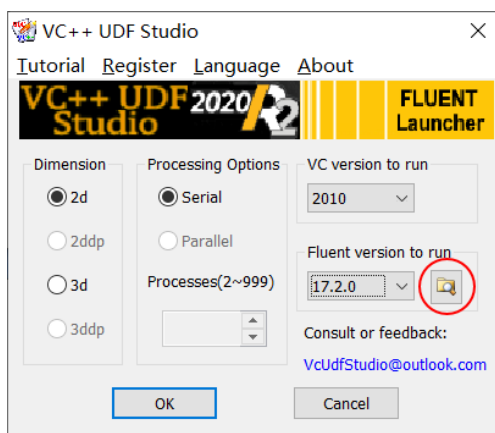 VC++ UDF Studio
Tutorial Register Language About
VC++ UDF 2020 R2 FLUENT
Studio Launcher
Dimension Processing Options VC version to run
2d Serial 2010
2ddp Parallel Fluent version to run
3d Processes(2~999) 17.2.0
3ddp Consult or feedback:
VcUdfStudio@outlook.com
OK Cancel